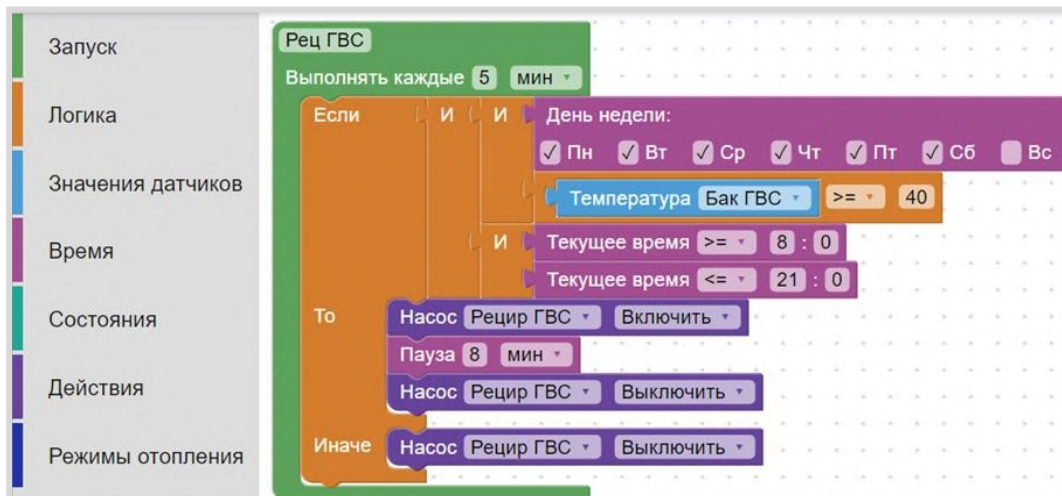 Запуск
Логика
Значения датчиков
Время
Состояния
Действия
Режимы отопления
Рец ГВС
Выполнять каждые 5 мин
Если И И День недели:
Пн Вт Ср Чт Пт Сб Вс
Температура Бак ГВС >= 40
И Текущее время >= 8 : 0
Текущее время <= 21 : 0
То Насос Рецир ГВС Включить
Пауза 8 мин
Насос Рецир ГВС Выключить
Иначе Насос Рецир ГВС Выключить